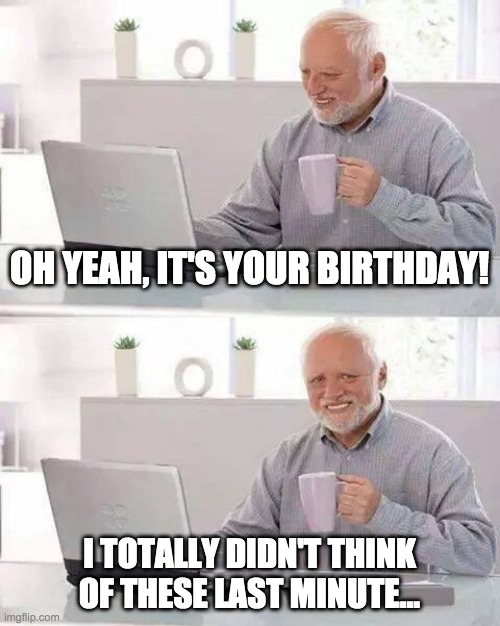 OH YEAH, IT'S YOUR BIRTHDAY!
I TOTALLY DIDN'T THINK
OF THESE LAST MINUTE...
imgflip.com